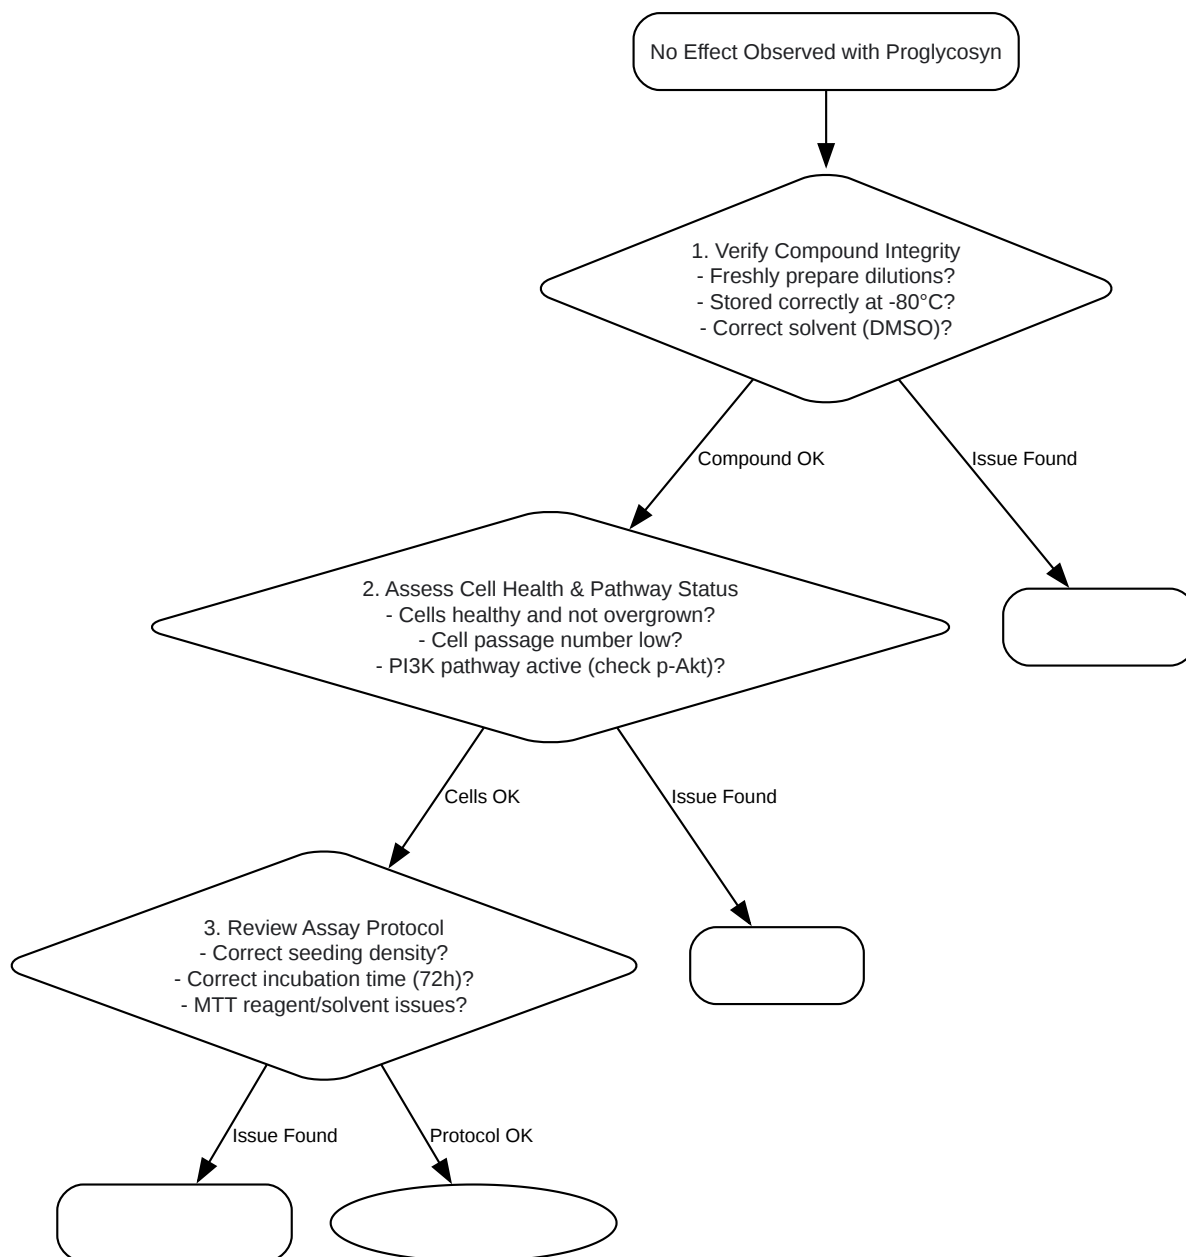 No Effect Observed with Proglycosyn
1. Verify Compound Integrity
- Freshly prepare dilutions?
- Stored correctly at -80°C?
- Correct solvent (DMSO)?
Compound OK
Issue Found
2. Assess Cell Health & Pathway Status
- Cells healthy and not overgrown?
- Cell passage number low?
- PI3K pathway active (check p-Akt)?
Cells OK
Issue Found
3. Review Assay Protocol
- Correct seeding density?
- Correct incubation time (72h)?
- MTT reagent/solvent issues?
Issue Found
Protocol OK